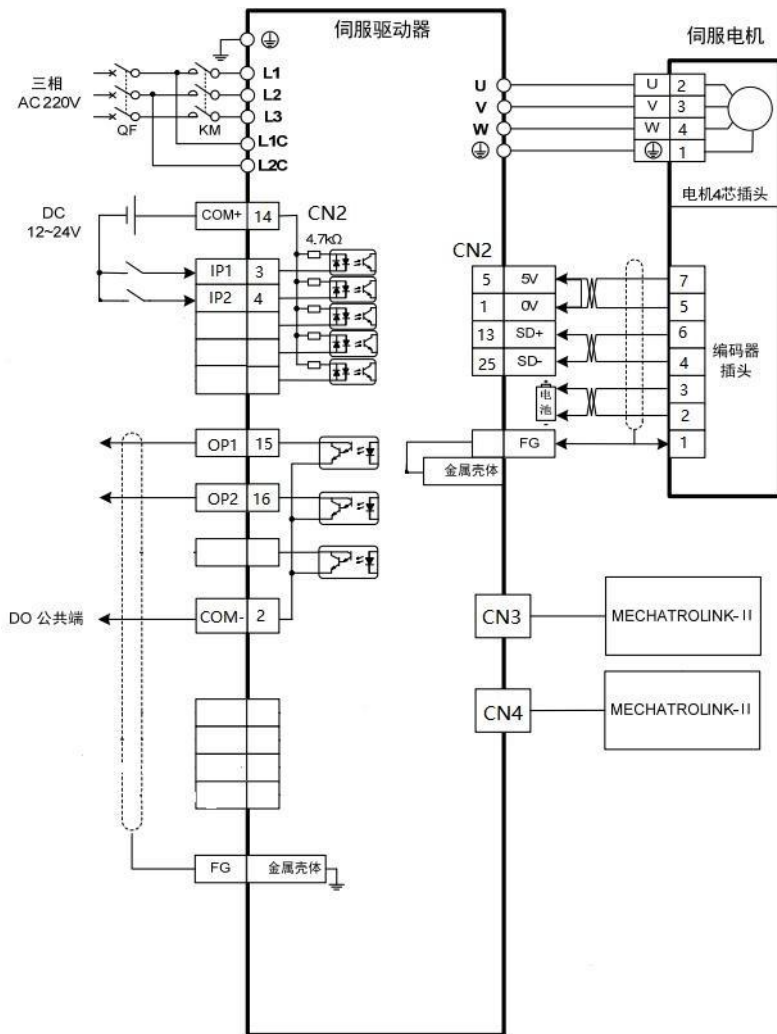 伺服驱动器
伺服电机
三相
AC 220V
QF
KM
L1
L2
L3
L1C
L2C
U
V
W
U 2
V 3
W 4
1
电机4芯插头
DC
12~24V
COM+ 14
CN2
4.7kΩ
IP1 3
IP2 4
CN2
5 5V
1 0V
13 SD+
25 SD-
FG
金属壳体
+
电池
-
7
5
6
4
3
2
1
编码器
插头
OP1 15
OP2 16
DO 公共端
COM- 2
CN3
MECHATROLINK-II
CN4
MECHATROLINK-II
FG
金属壳体